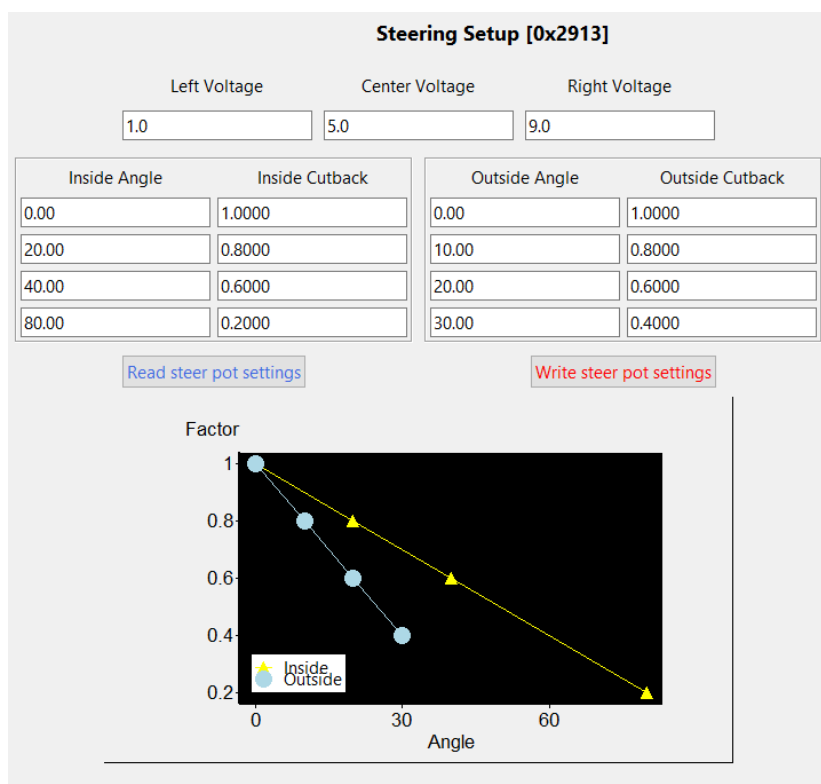 Steering Setup [0x2913]
Left Voltage Center Voltage Right Voltage
1.0 5.0 9.0
Inside Angle Inside Cutback Outside Angle Outside Cutback
0.00 1.0000 0.00 1.0000
20.00 0.8000 10.00 0.8000
40.00 0.6000 20.00 0.6000
80.00 0.2000 30.00 0.4000
Read steer pot settings Write steer pot settings
Factor
1
0.8
0.6
0.4
Inside
Outside
0.2
0 30 60
Angle